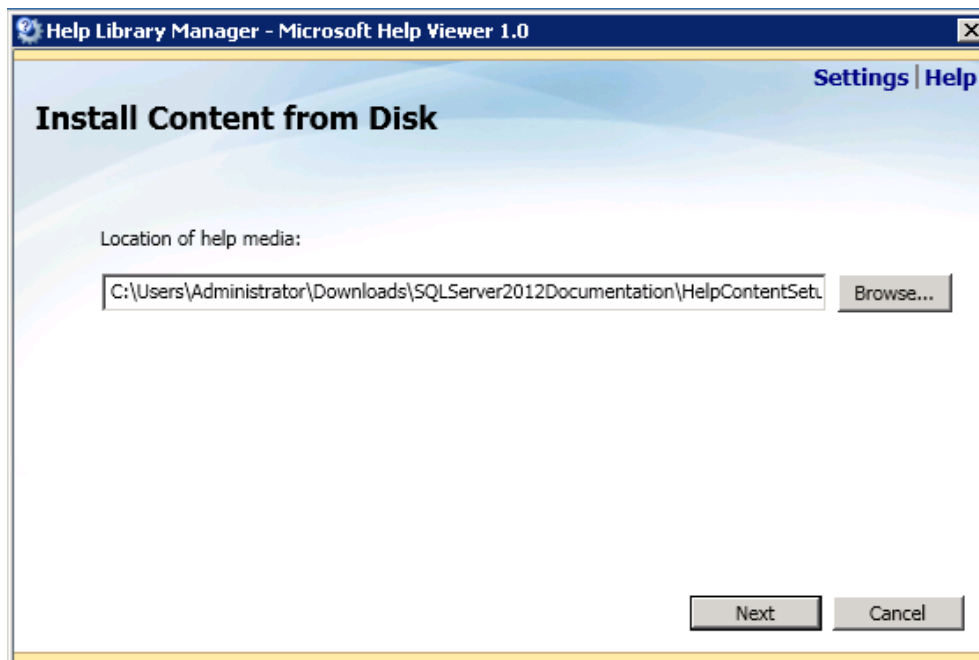 Help Library Manager - Microsoft Help Viewer 1.0
Settings | Help
Install Content from Disk
Location of help media:
C:\Users\Administrator\Downloads\SQLServer2012Documentation\HelpContentSetu
Browse...
Next
Cancel